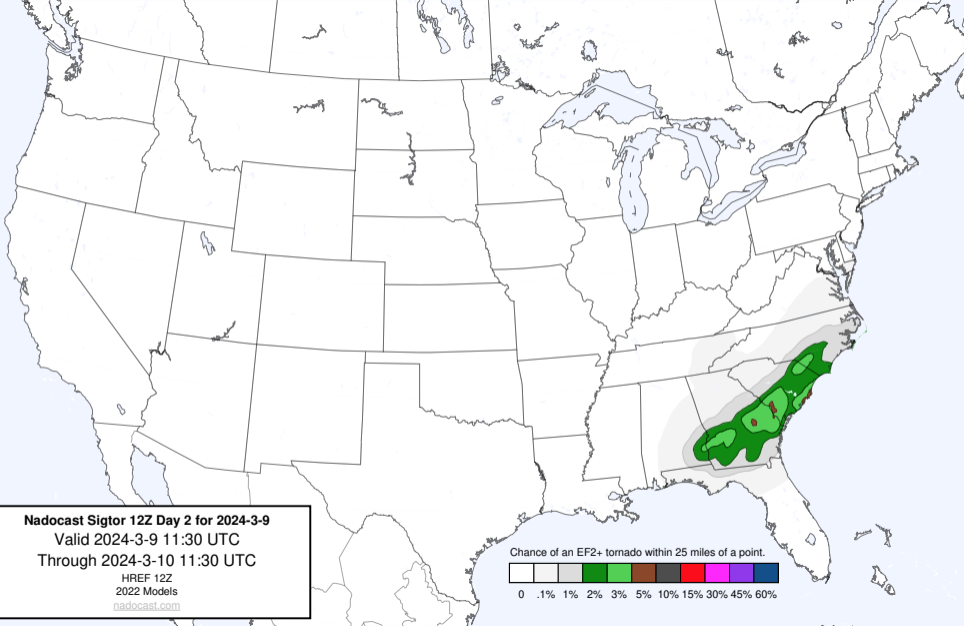 Nadocast Sigtor 12Z Day 2 for 2024-3-9
Valid 2024-3-9 11:30 UTC
Through 2024-3-10 11:30 UTC
HREF 12Z
2022 Models
nadocast.com
Chance of an EF2+ tornado within 25 miles of a point.
0 .1% 1% 2% 3% 5% 10% 15% 30% 45% 60%